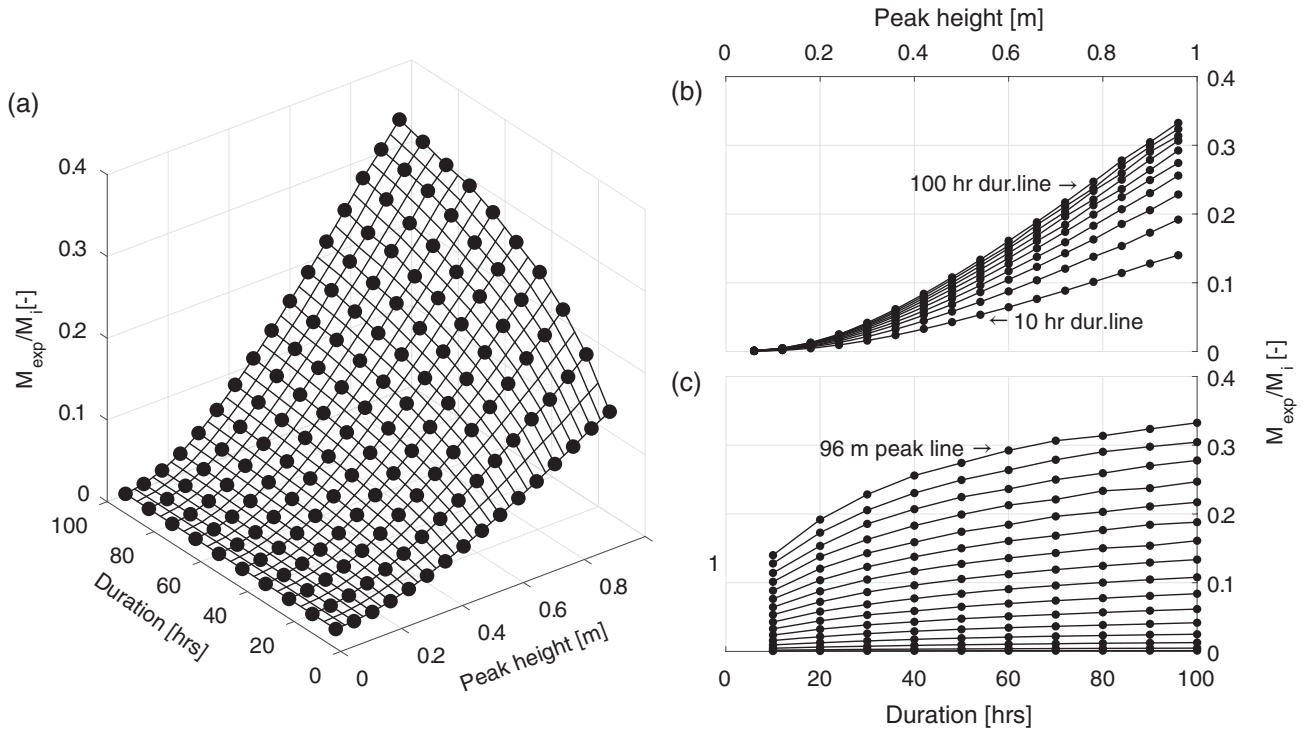 (a)
0.4
0.3
0.2
0.1
0
M_exp/M_i[-]
100
80
60
40
20
0
Duration [hrs]
0
0.2
0.4
0.6
0.8
1
Peak height [m]
Peak height [m]
0 0.2 0.4 0.6 0.8 1
(b)
0.4
0.3
0.2
0.1
0
100 hr dur.line →
← 10 hr dur.line
(c)
0.4
0.3
0.2
0.1
0
96 m peak line →
M_exp/M_i [-]
0 20 40 60 80 100
Duration [hrs]